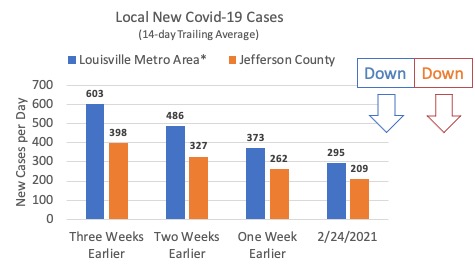 Local New Covid-19 Cases
(14-day Trailing Average)
Louisville Metro Area* Jefferson County
Down Down
New Cases per Day
700
600
500
400
300
200
100
0
603
398
486
327
373
262
295
209
Three Weeks Earlier
Two Weeks Earlier
One Week Earlier
2/24/2021